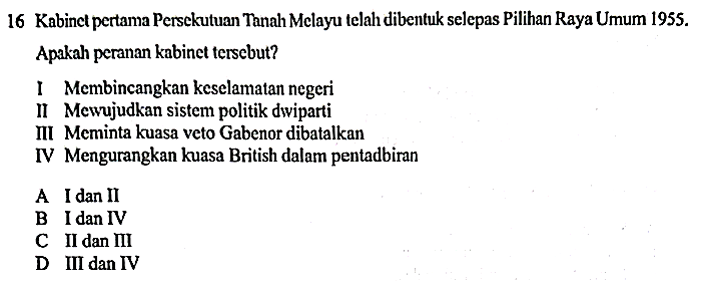 16 Kabinet pertama Persekutuan Tanah Melayu telah dibentuk selepas Pilihan Raya Umum 1955.
Apakah peranan kabinet tersebut?
I Membincangkan keselamatan negeri
II Mewujudkan sistem politik dwiparti
III Meminta kuasa veto Gabenor dibatalkan
IV Mengurangkan kuasa British dalam pentadbiran
A I dan II
B I dan IV
C II dan III
D III dan IV